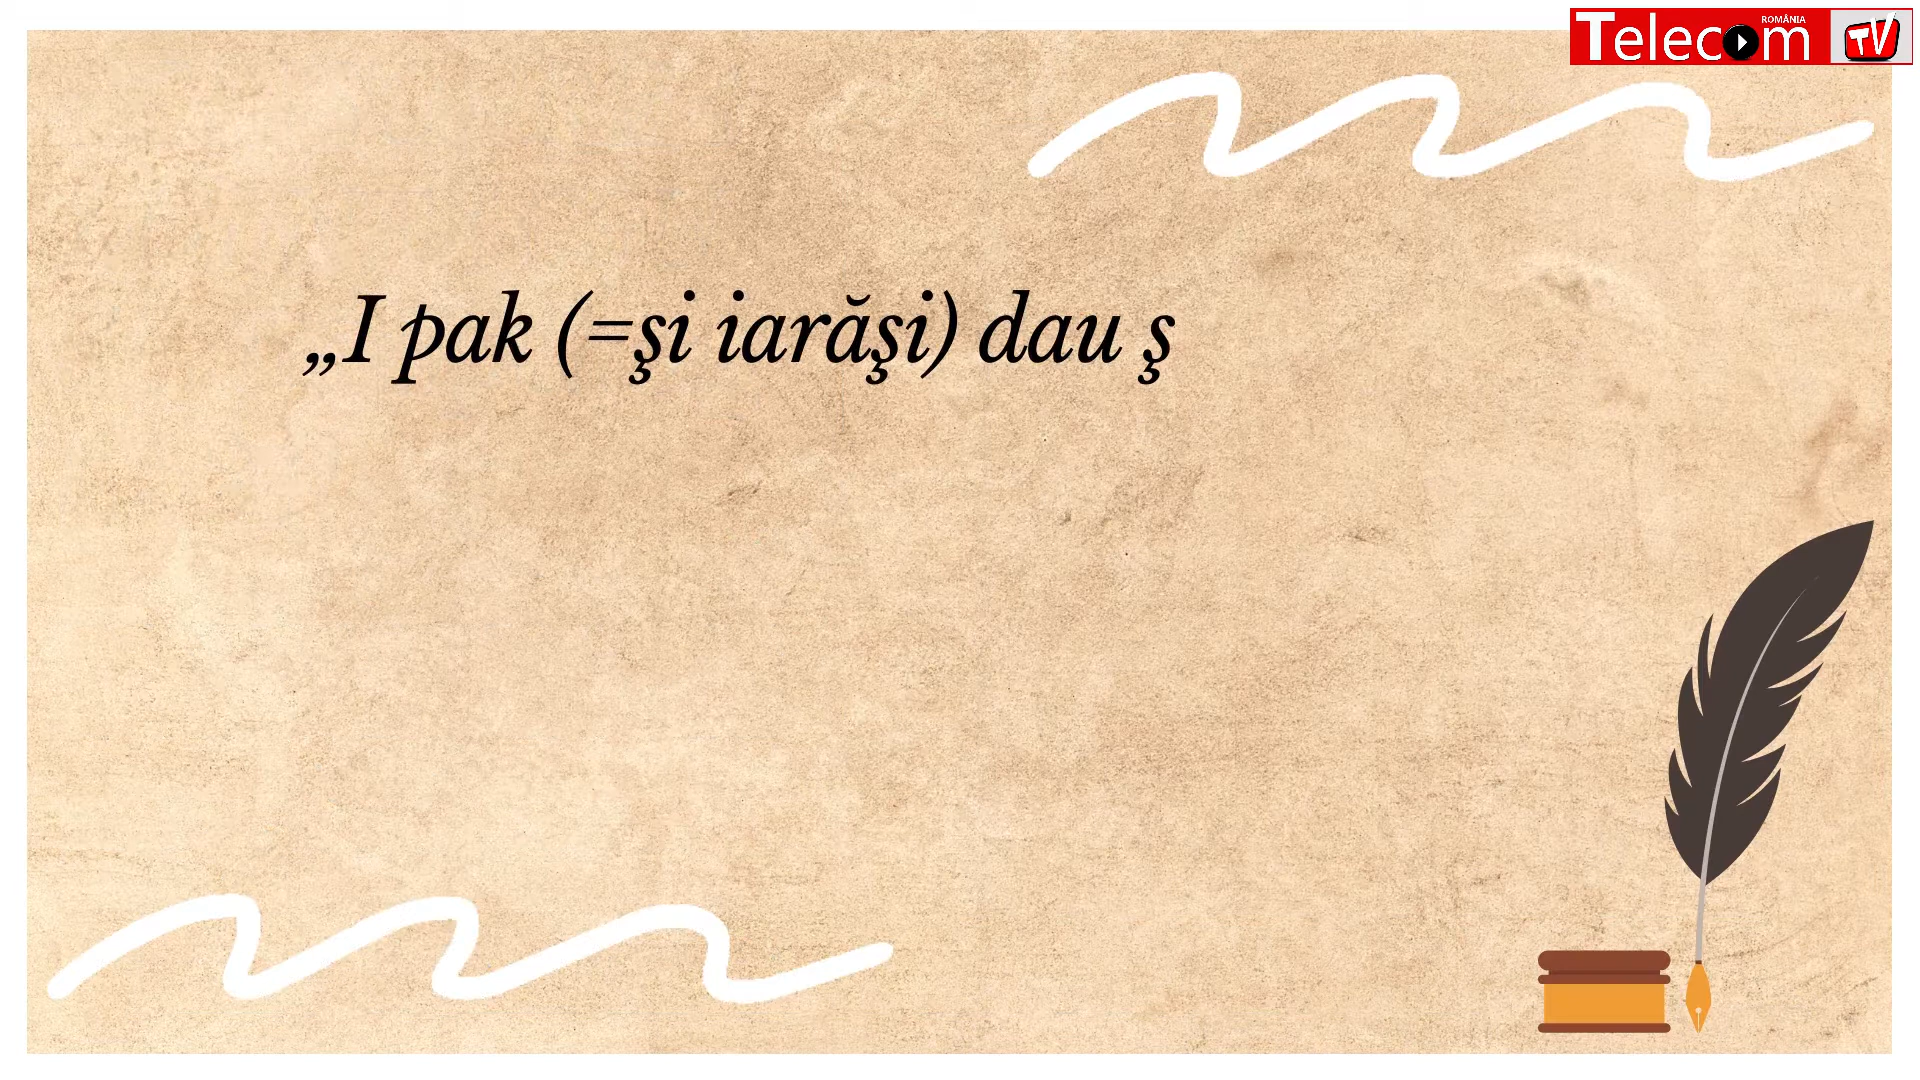 Telecom
ROMÂNIA
TV
„I pak (=şi iarăşi) dau ş